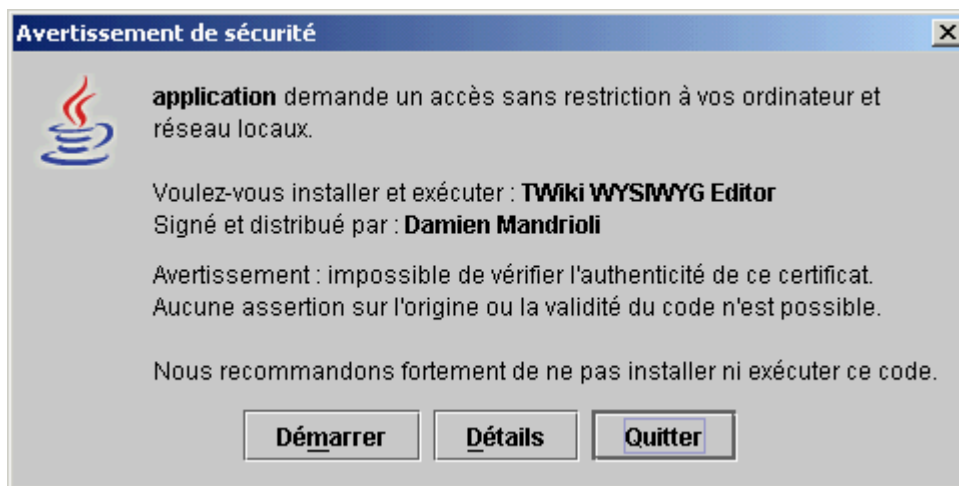 Avertissement de sécurité
application demande un accès sans restriction à vos ordinateur et
réseau locaux.
Voulez-vous installer et exécuter : TWiki WYSIWYG Editor
Signé et distribué par : Damien Mandrioli
Avertissement : impossible de vérifier l'authenticité de ce certificat.
Aucune assertion sur l'origine ou la validité du code n'est possible.
Nous recommandons fortement de ne pas installer ni exécuter ce code.
Démarrer Détails Quitter